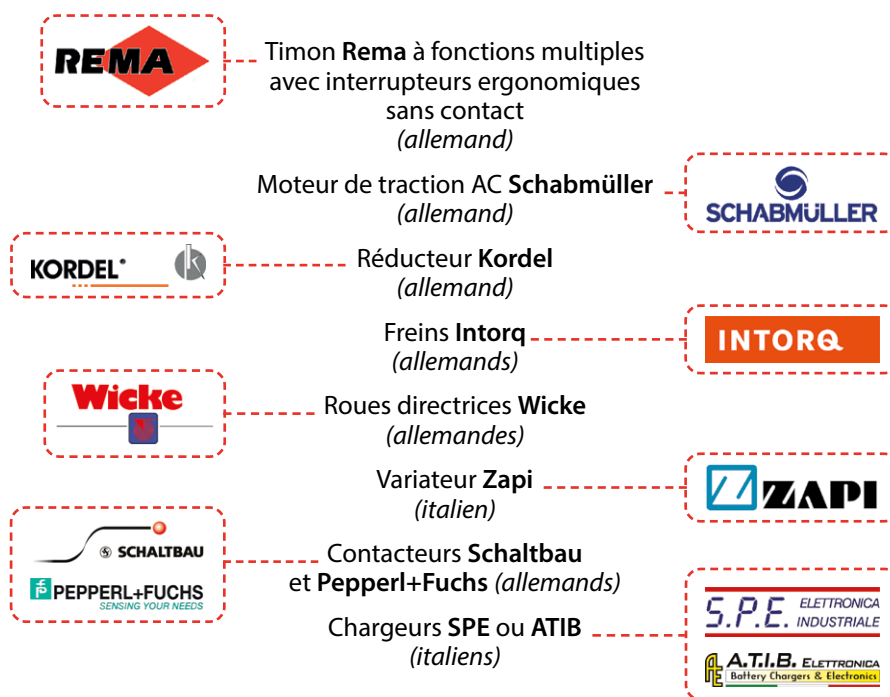 REMA
Timon Rema à fonctions multiples
avec interrupteurs ergonomiques
sans contact
(allemand)
Moteur de traction AC Schabmüller
(allemand)
SCHABMÜLLER
KORDEL®
Réducteur Kordel
(allemand)
Freins Intorq
(allemands)
INTORQ
Wicke
Roues directrices Wicke
(allemandes)
Variateur Zapi
(italien)
ZAPI
SCHALTBAU
PEPPERL+FUCHS
SENSING YOUR NEEDS
Contacteurs Schaltbau
et Pepperl+Fuchs (allemands)
Chargeurs SPE ou ATIB
(italiens)
S.P.E. ELETTRONICA
INDUSTRIALE
A.T.I.B. ELETTRONICA
Battery Chargers & Electronics